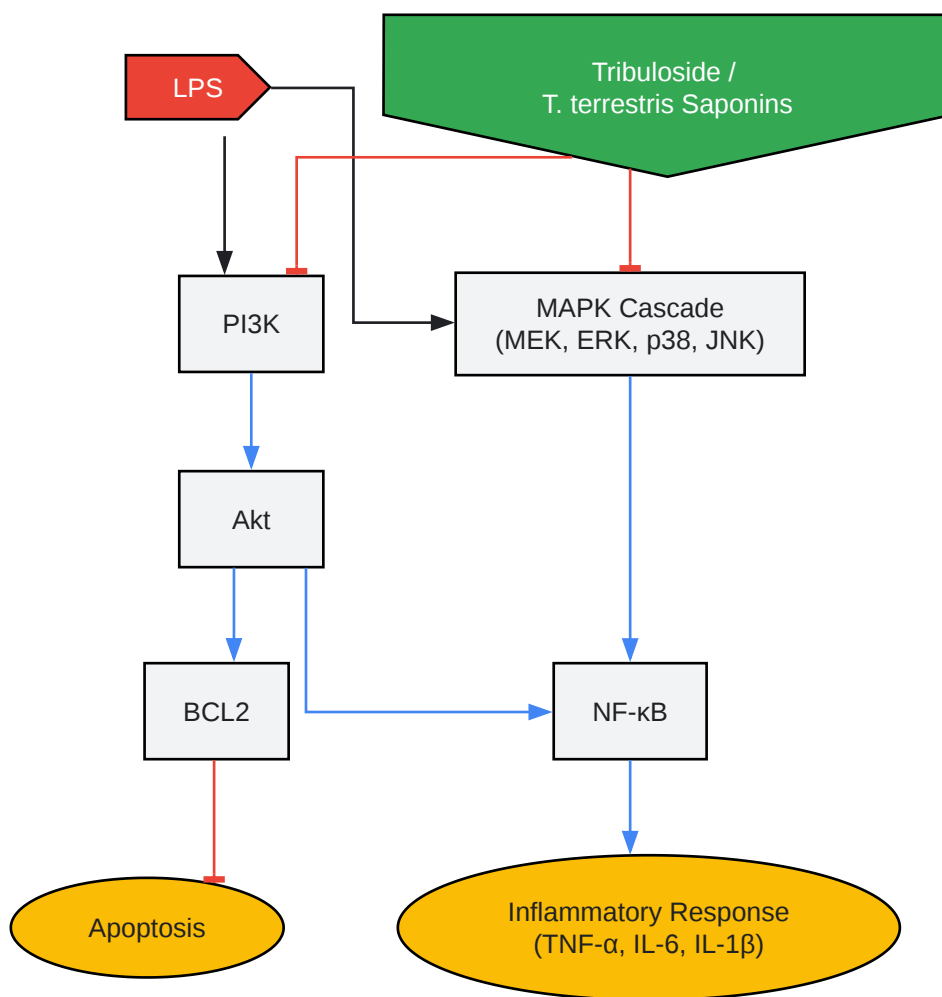 LPS
Tribuloside /
T. terrestris Saponins
PI3K
MAPK Cascade
(MEK, ERK, p38, JNK)
Akt
BCL2
NF-κB
Apoptosis
Inflammatory Response
(TNF-α, IL-6, IL-1β)